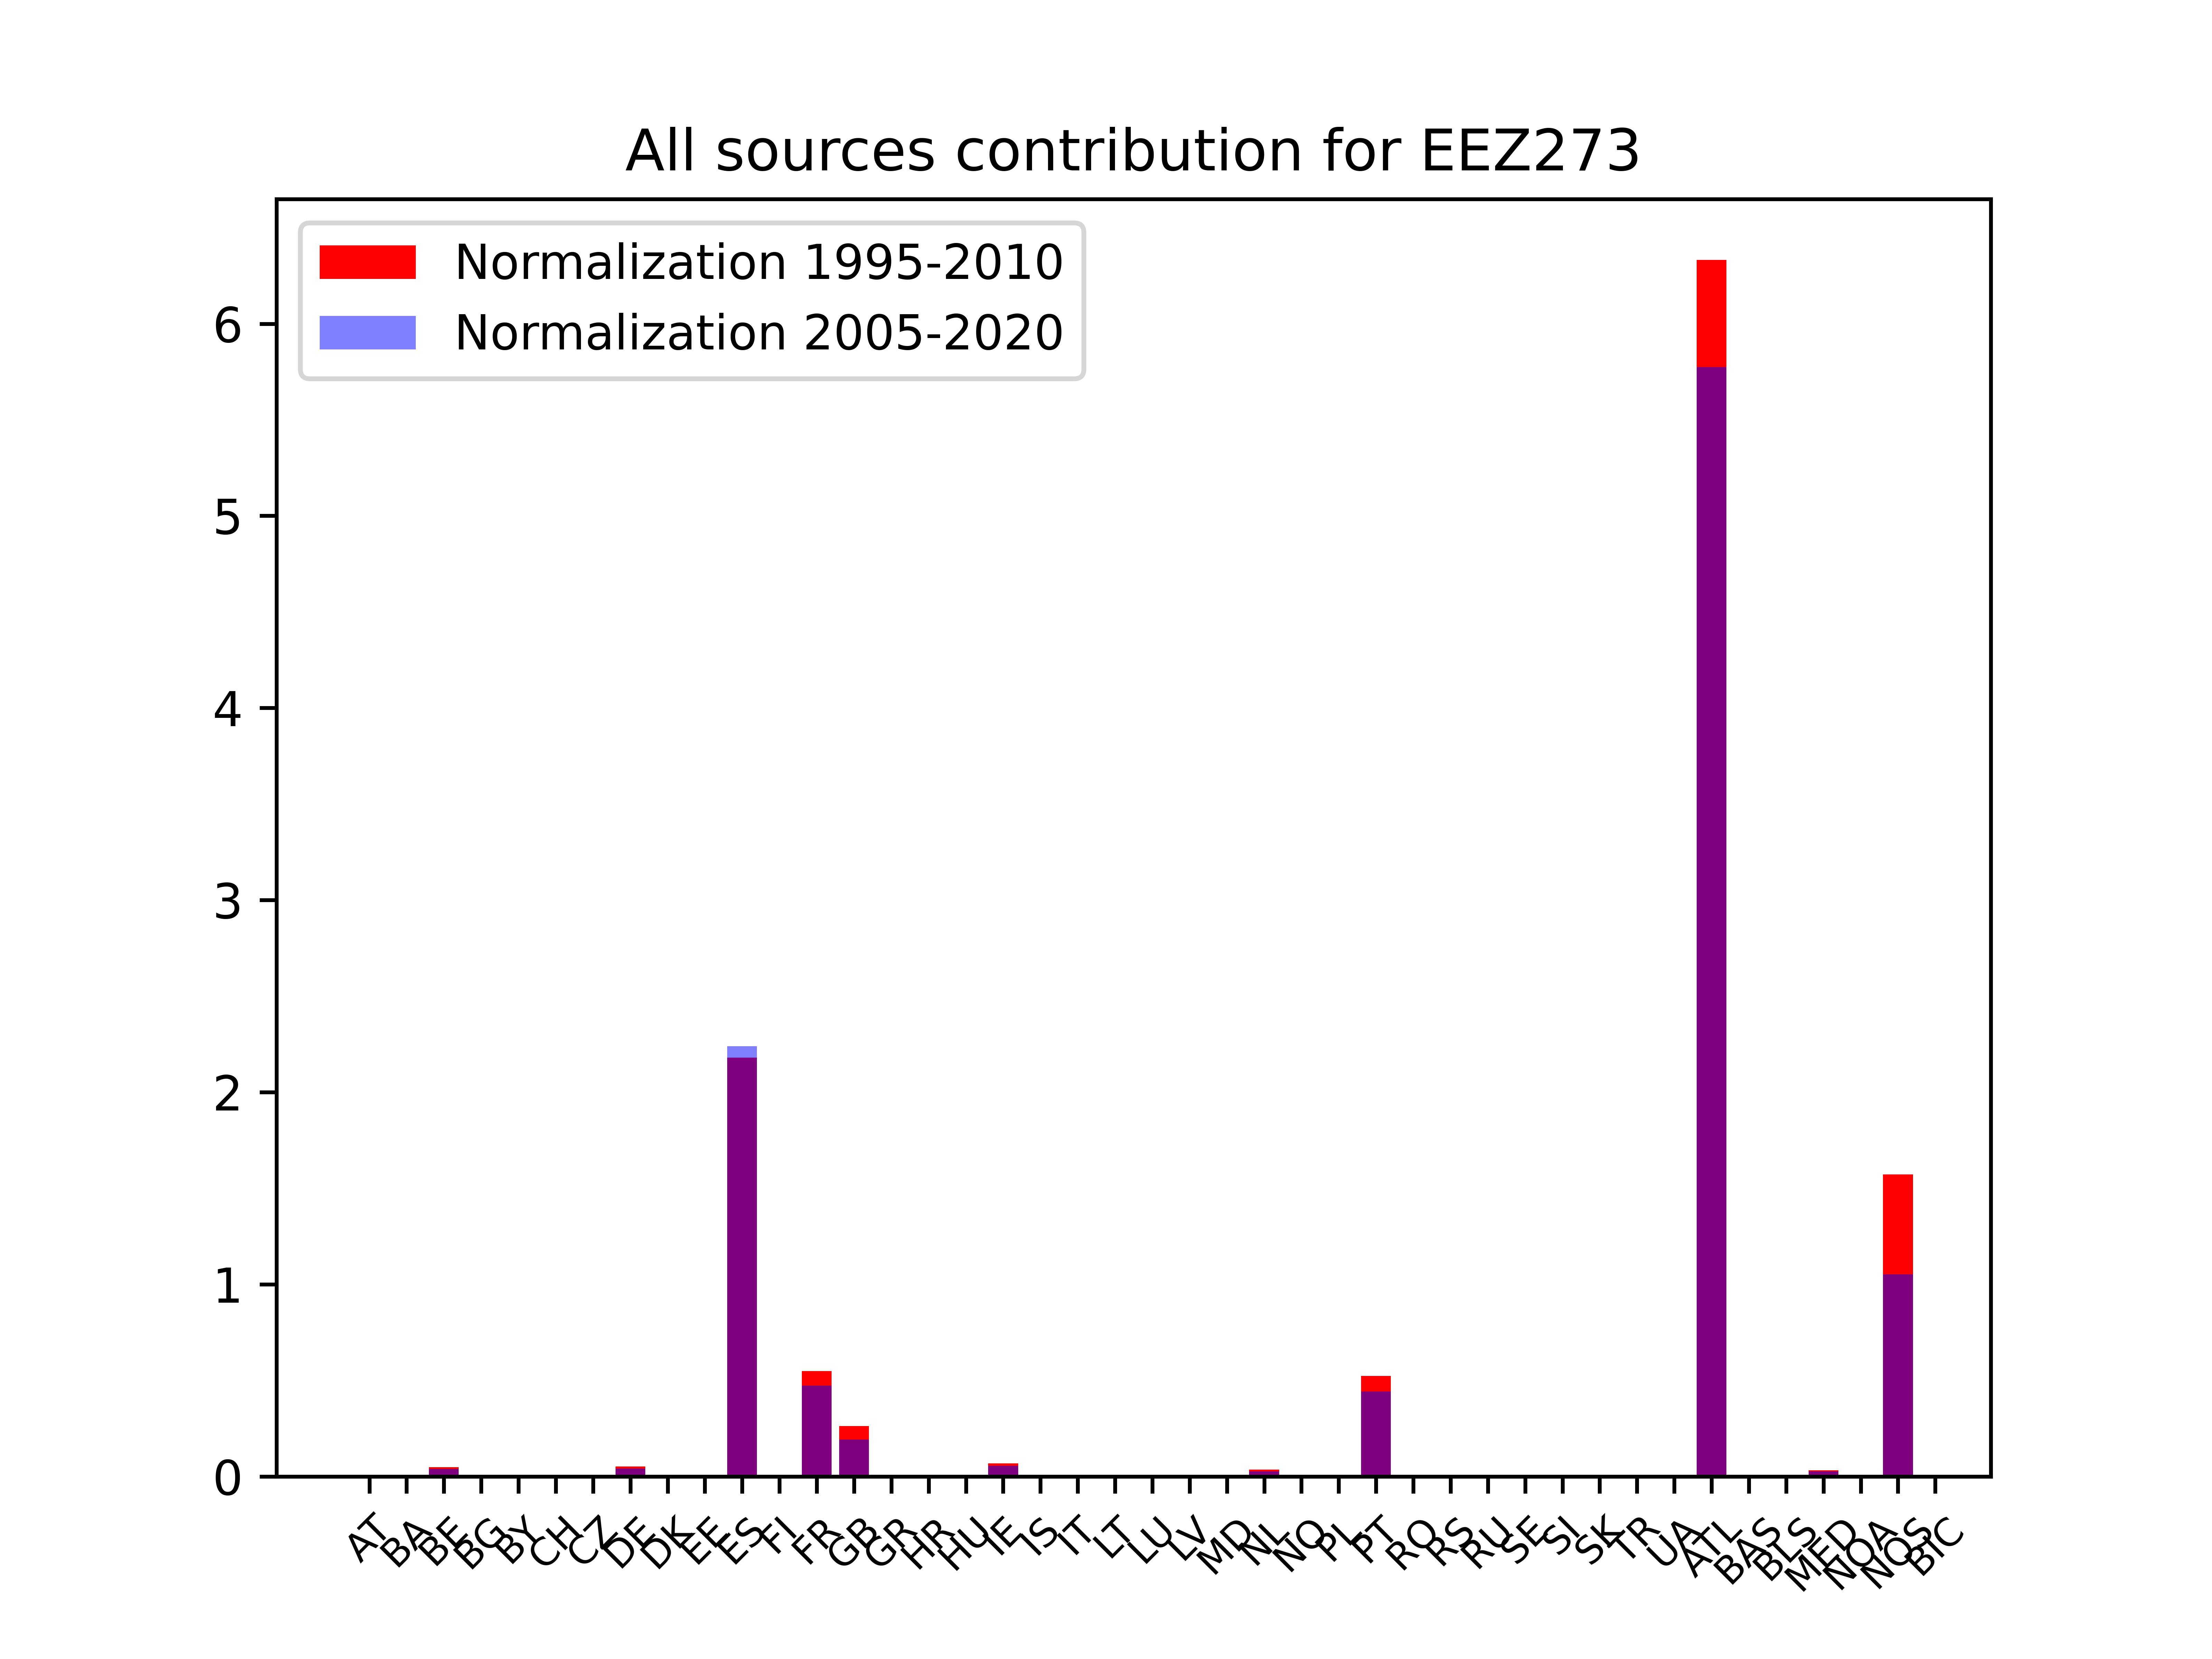 All sources contribution for EEZ273
Normalization 1995-2010
Normalization 2005-2020
6
5
4
3
2
1
0
AT
BA
BE
BG
BY
CH
CZ
DE
DK
EE
ES
FI
FR
GB
GR
HR
HU
IE
IS
IT
LT
LU
LV
MD
NL
NO
PL
PT
RO
RS
RU
SE
SI
SK
TR
UA
ATL
BAS
BLS
MED
NOA
NOS
BIC